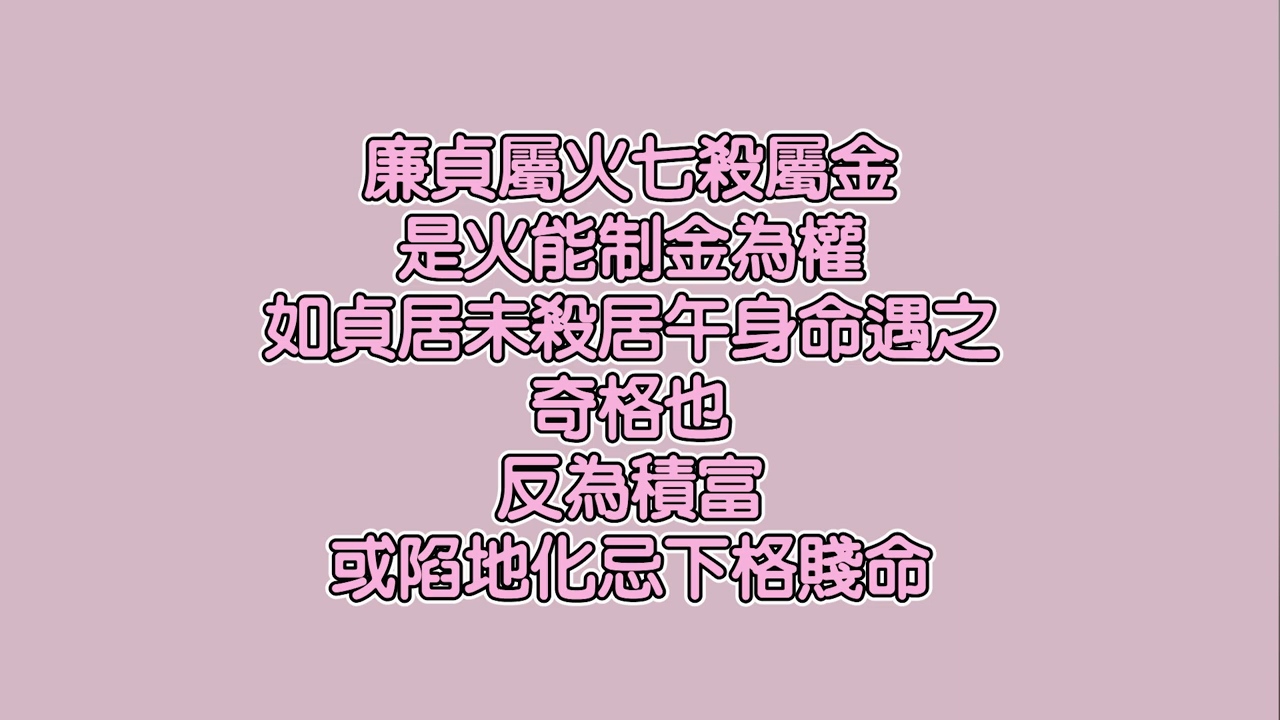 廉貞屬火七殺屬金
是火能制金為權
如貞居未殺居午身命遇之
奇格也
反為積富
或陷地化忌下格賤命